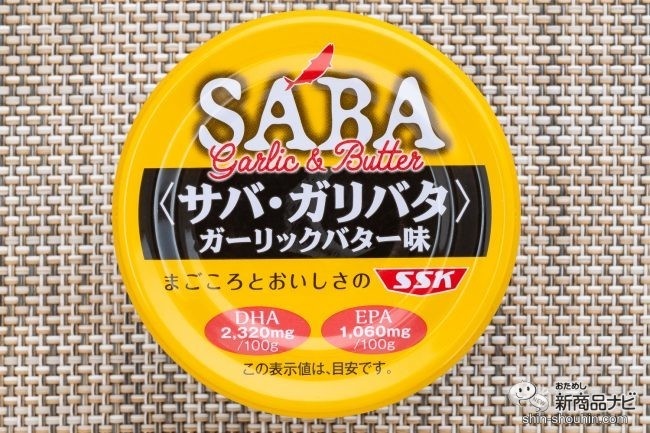 SABA
Garlic & Butter
〈サバ・ガリバタ〉
ガーリックバター味
まごころとおいしさの SSK
DHA
2,320mg
/100g
EPA
1,060mg
/100g
この表示値は、目安です。
おためし
新商品ナビ
shin-shouhin.com